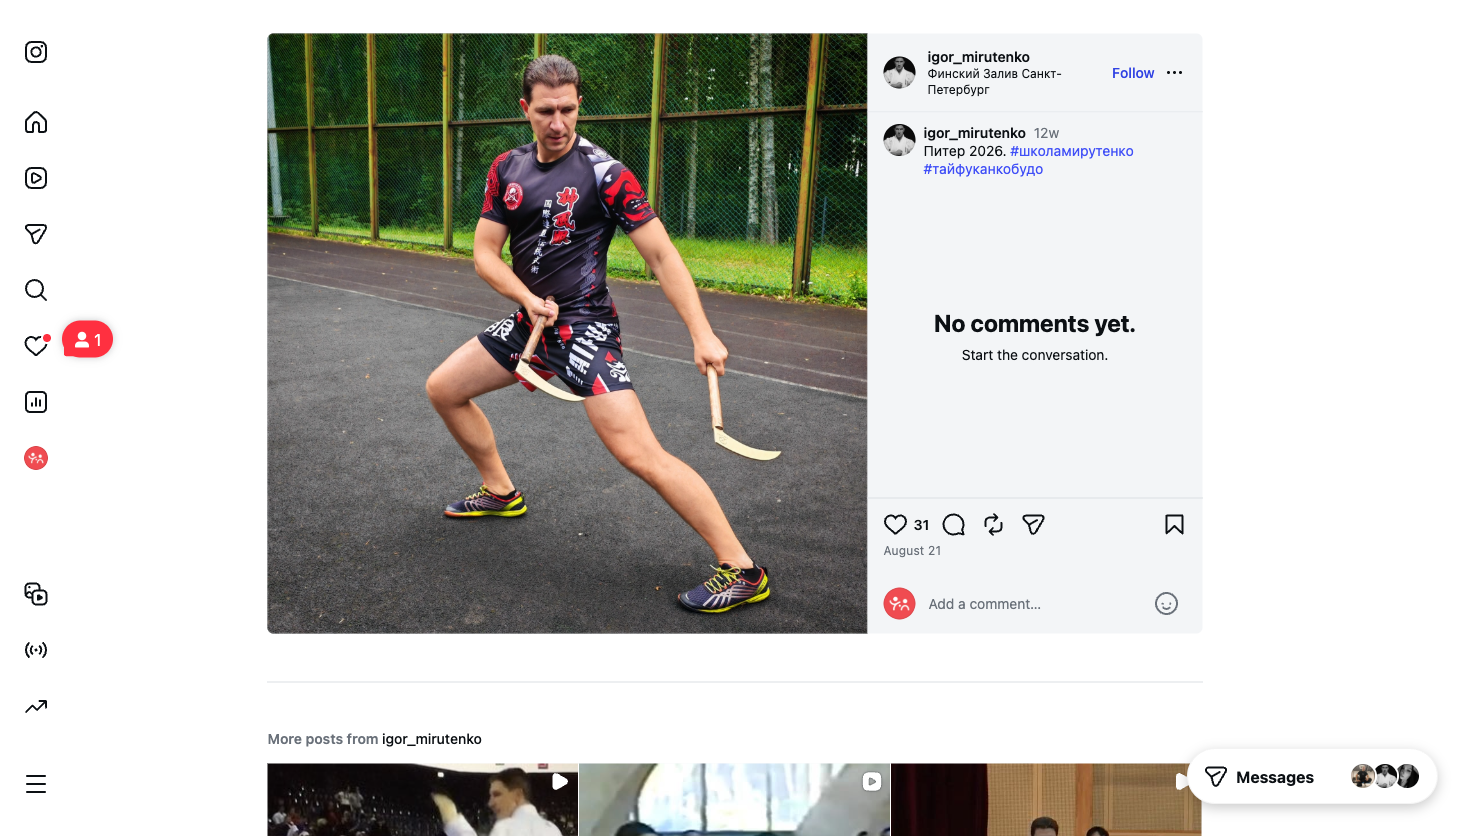 igor_mirutenko
Финский Залив Санкт-
Петербург
Follow
igor_mirutenko 12w
Питер 2026. #школамирутенко
#тайфуканкобудо
1
No comments yet.
Start the conversation.
31
August 21
Add a comment...
More posts from igor_mirutenko
Messages